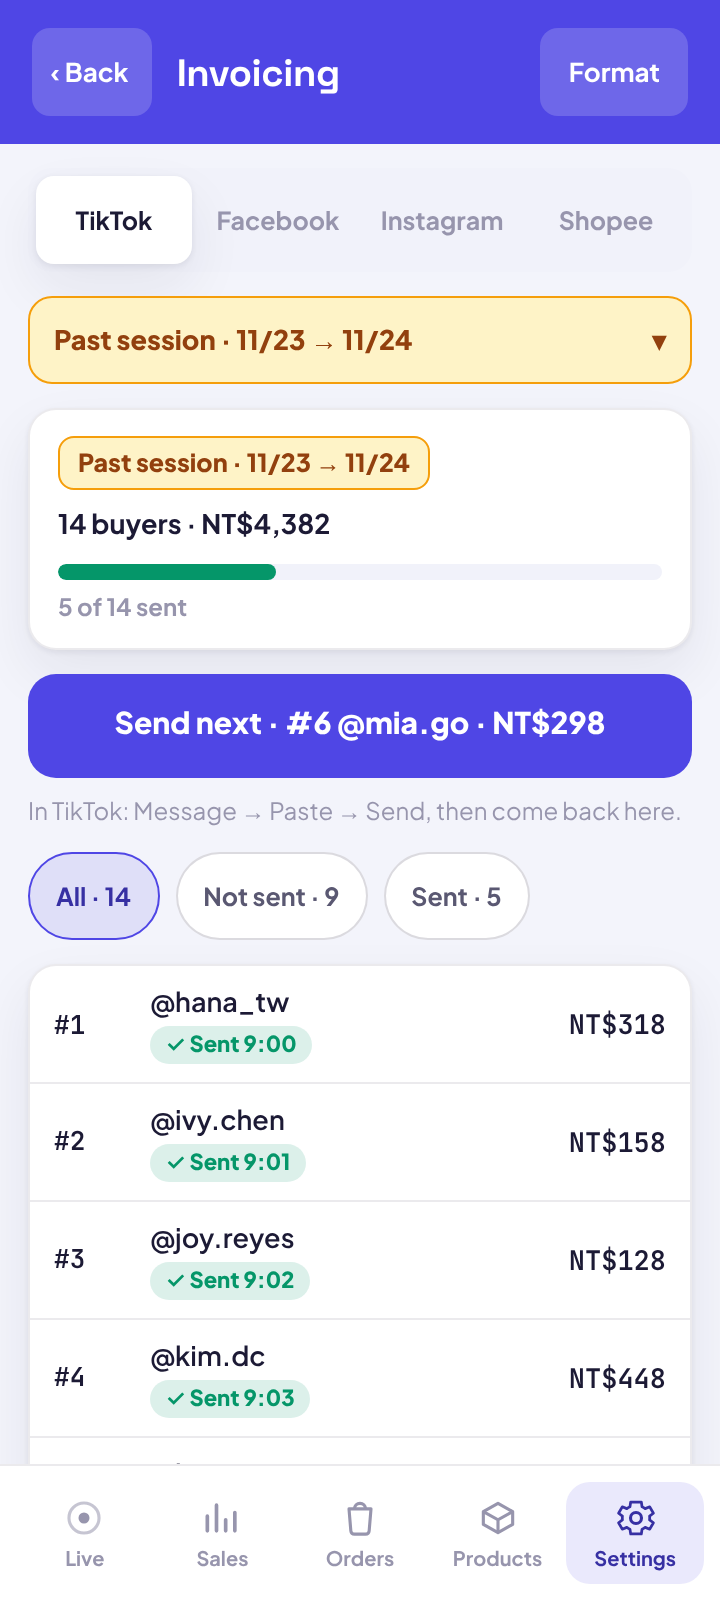 ‹ Back
Invoicing
Format
TikTok
Facebook
Instagram
Shopee
Past session · 11/23 → 11/24
▼
Past session · 11/23 → 11/24
14 buyers · NT$4,382
5 of 14 sent
Send next · #6 @mia.go · NT$298
In TikTok: Message → Paste → Send, then come back here.
All · 14
Not sent · 9
Sent · 5
#1
@hana_tw
✓ Sent 9:00
NT$318
#2
@ivy.chen
✓ Sent 9:01
NT$158
#3
@joy.reyes
✓ Sent 9:02
NT$128
#4
@kim.dc
✓ Sent 9:03
NT$448
Live
Sales
Orders
Products
Settings